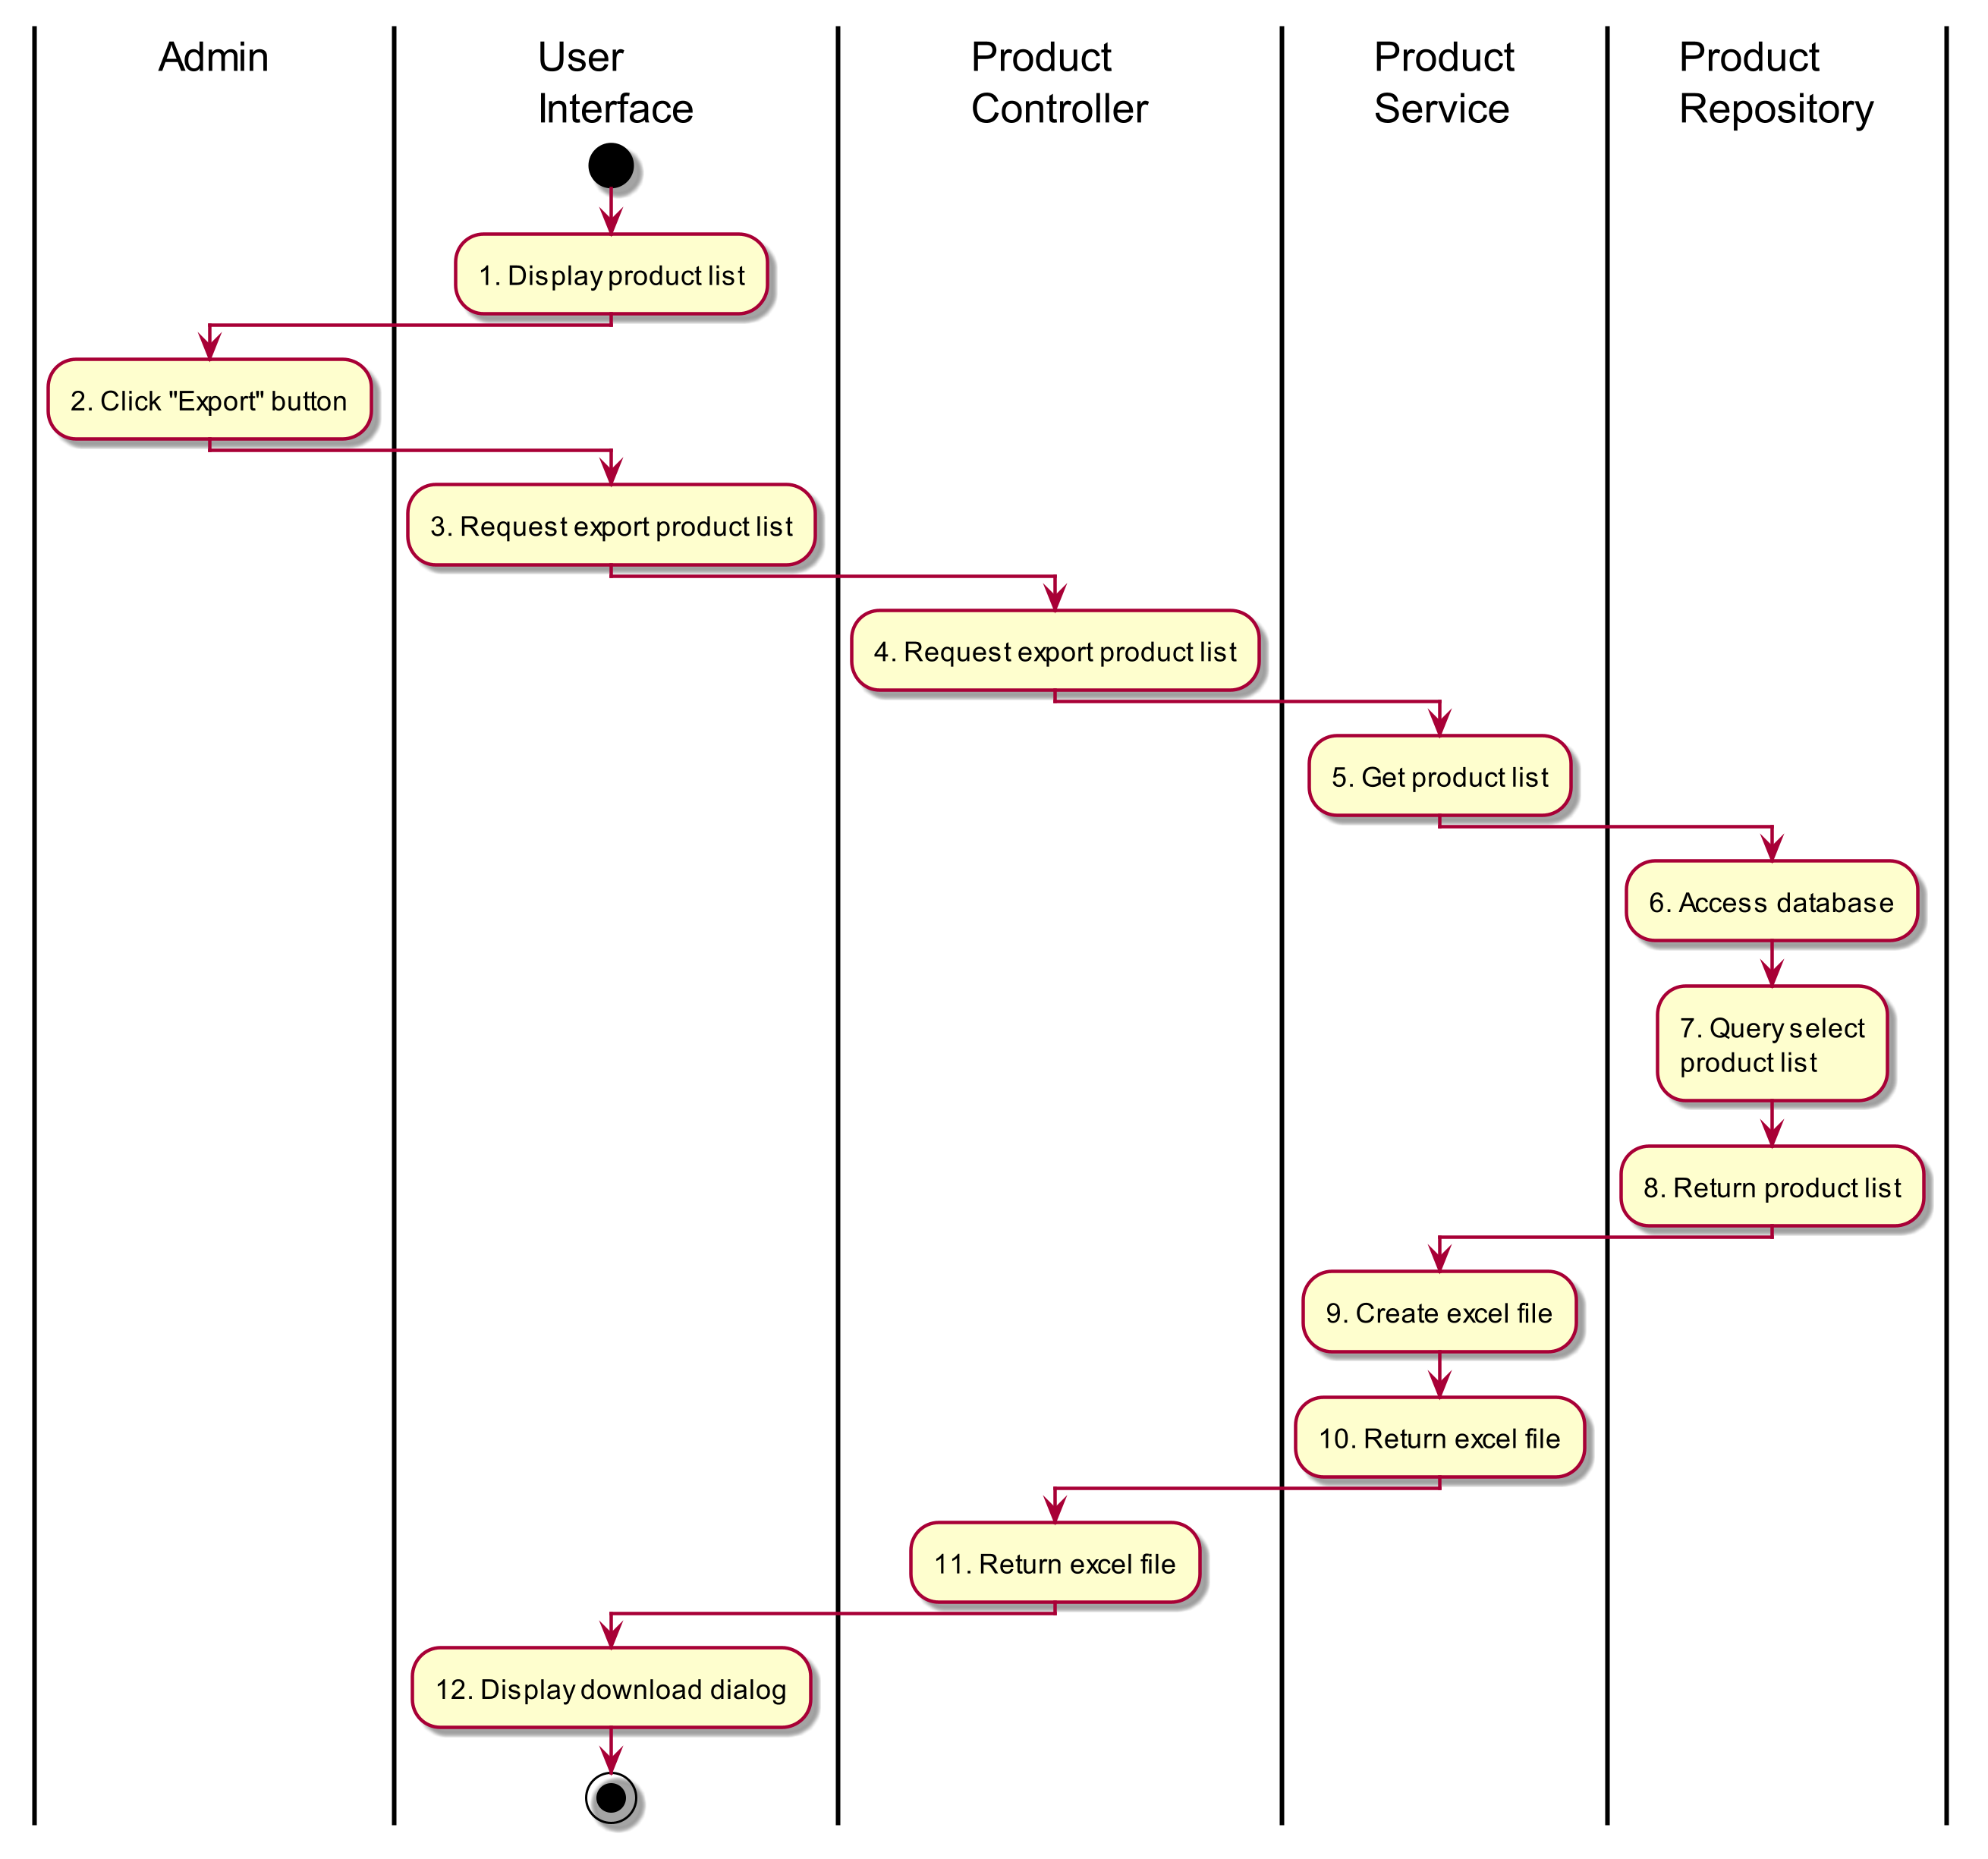 Admin
User
Interface
Product
Controller
Product
Service
Product
Repository
1. Display product list
2. Click "Export" button
3. Request export product list
4. Request export product list
5. Get product list
6. Access database
7. Query select
product list
8. Return product list
9. Create excel file
10. Return excel file
11. Return excel file
12. Display download dialog